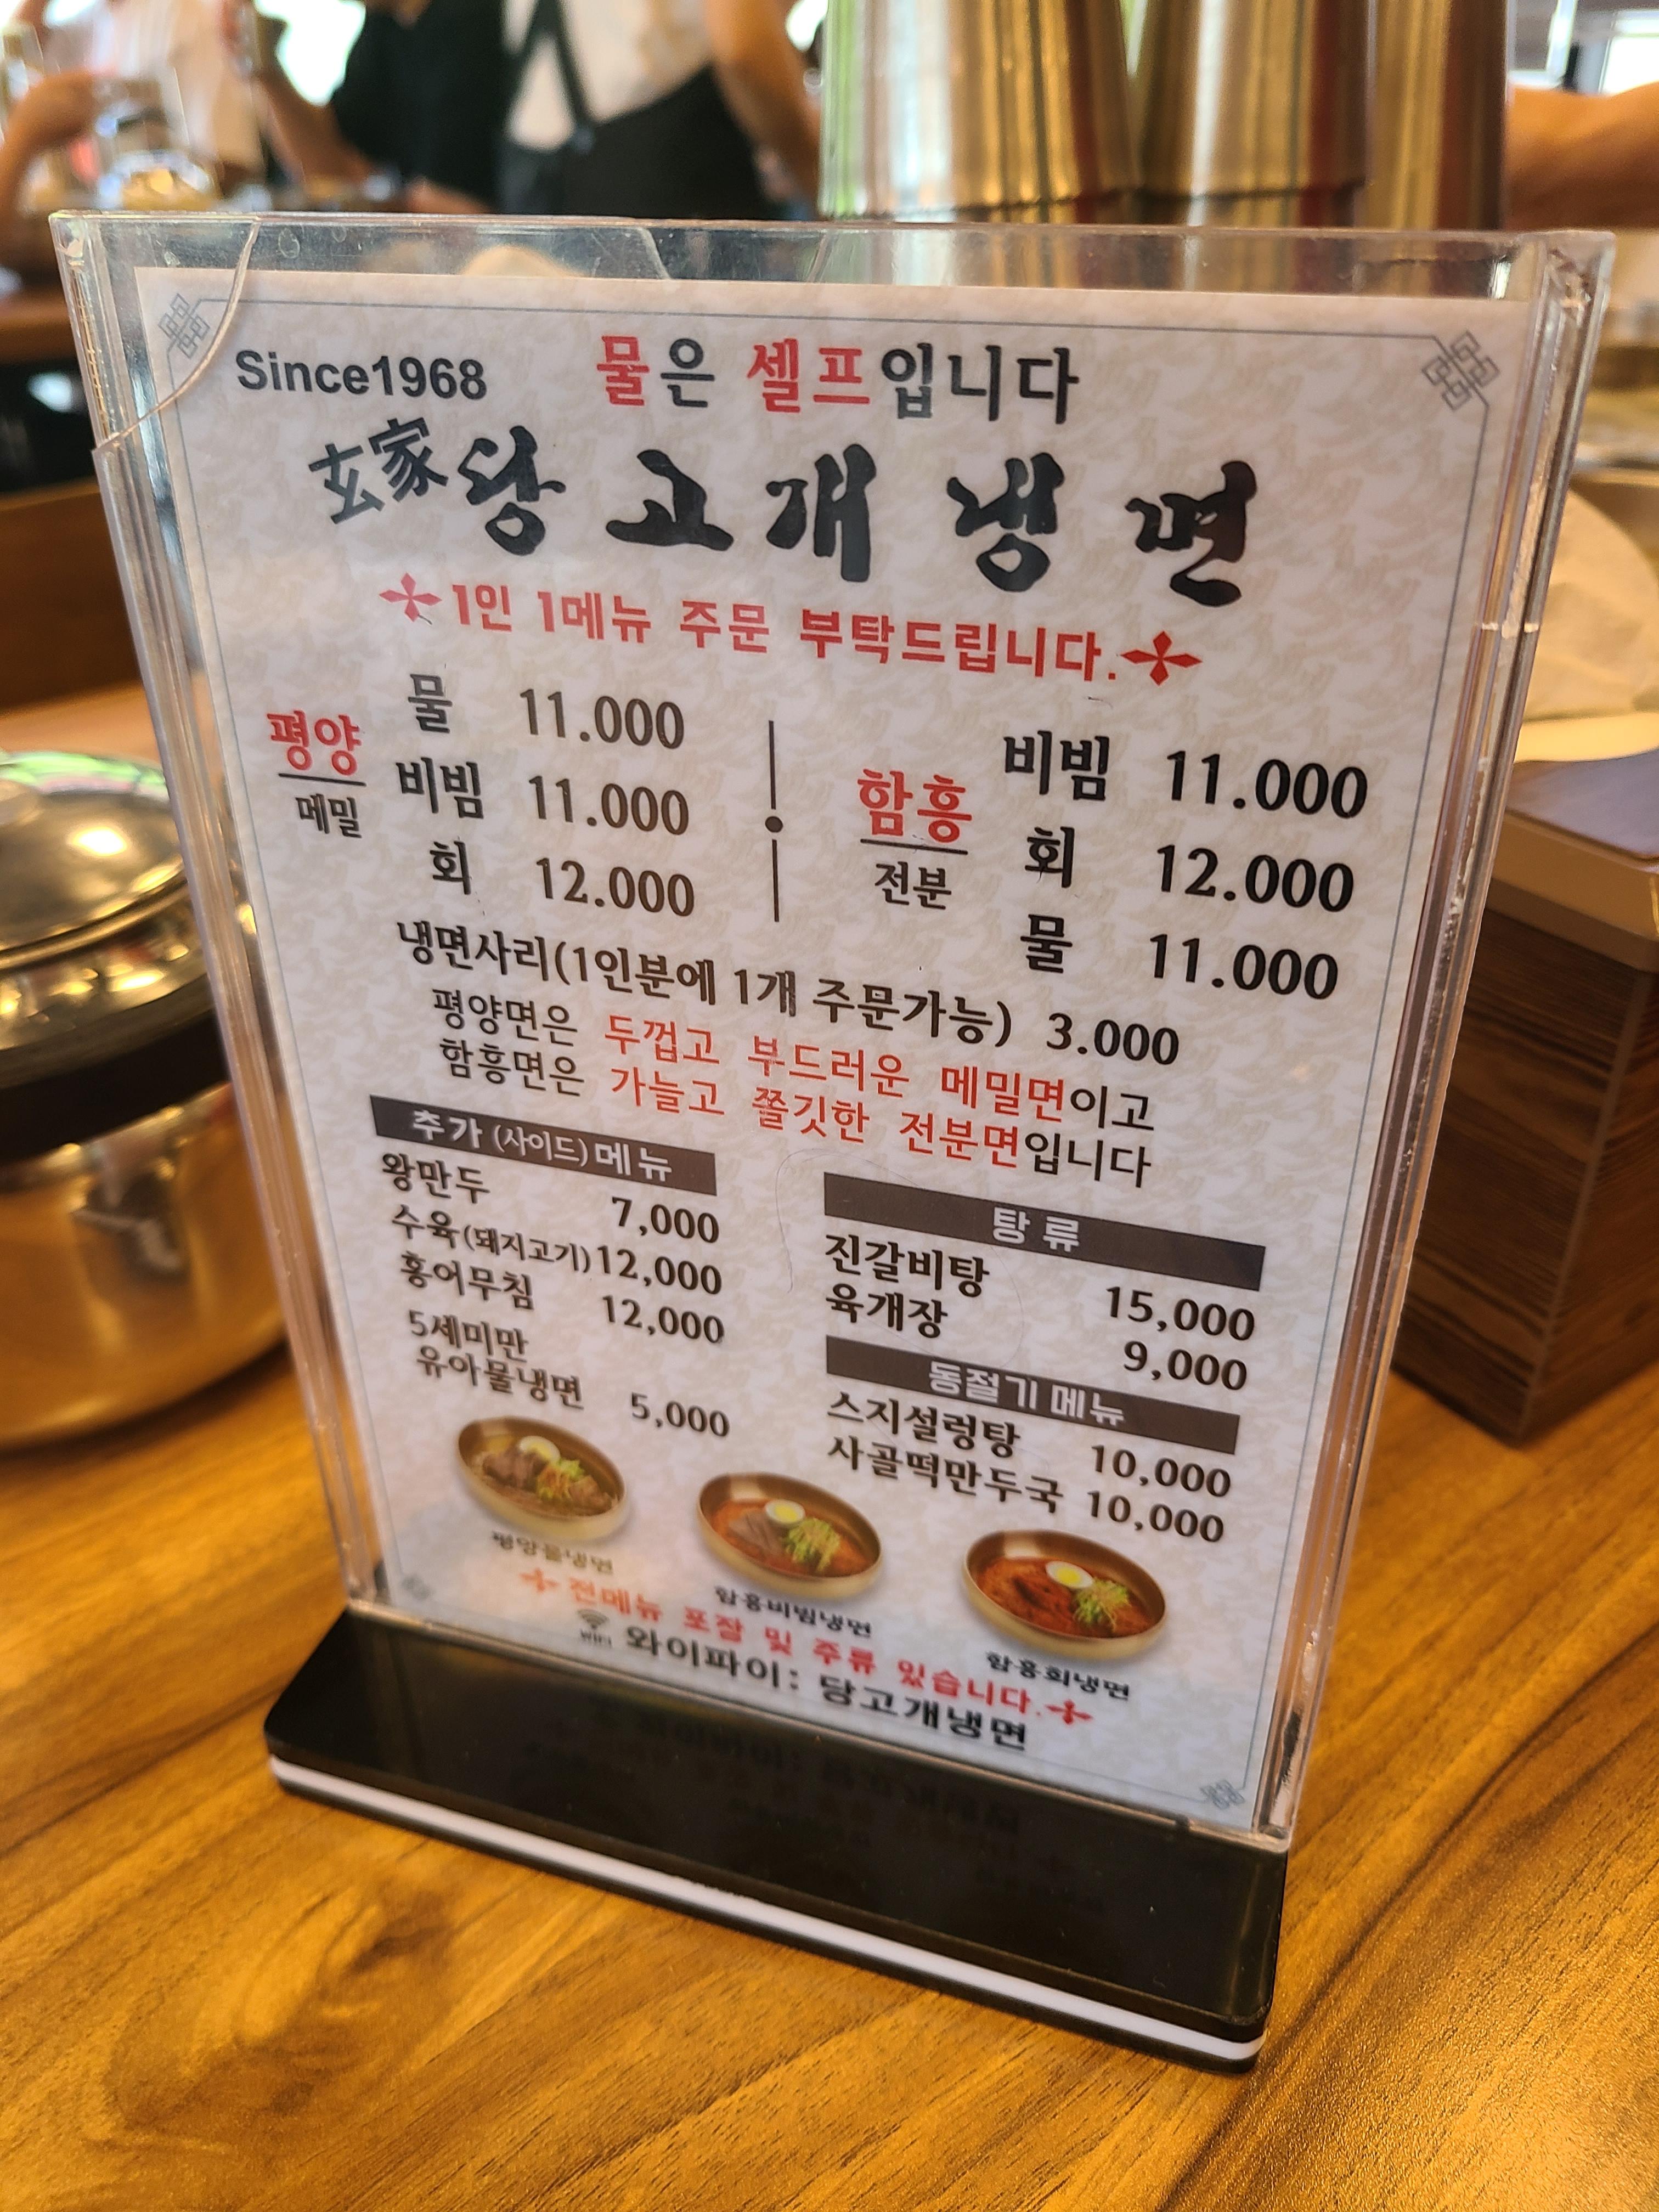 Since1968 물은 셀프입니다
玄家 당고개냉면
1인 1메뉴 주문 부탁드립니다.
평양
메밀
물 11.000
비빔 11.000
회 12.000
함흥
전분
비빔 11.000
회 12.000
물 11.000
냉면사리(1인분에 1개 주문가능) 3.000
평양면은 두껍고 부드러운 메밀면이고
함흥면은 가늘고 쫄깃한 전분면입니다
추가 (사이드) 메뉴
왕만두 7,000
수육(돼지고기) 12,000
홍어무침 12,000
5세미만
유아물냉면 5,000
탕류
진갈비탕 15,000
육개장 9,000
동절기 메뉴
스지설렁탕 10,000
사골떡만두국 10,000
평양물냉면
함흥비빔냉면
함흥회냉면
전메뉴 포장 및 주류 있습니다.
WIFI 와이파이: 당고개냉면